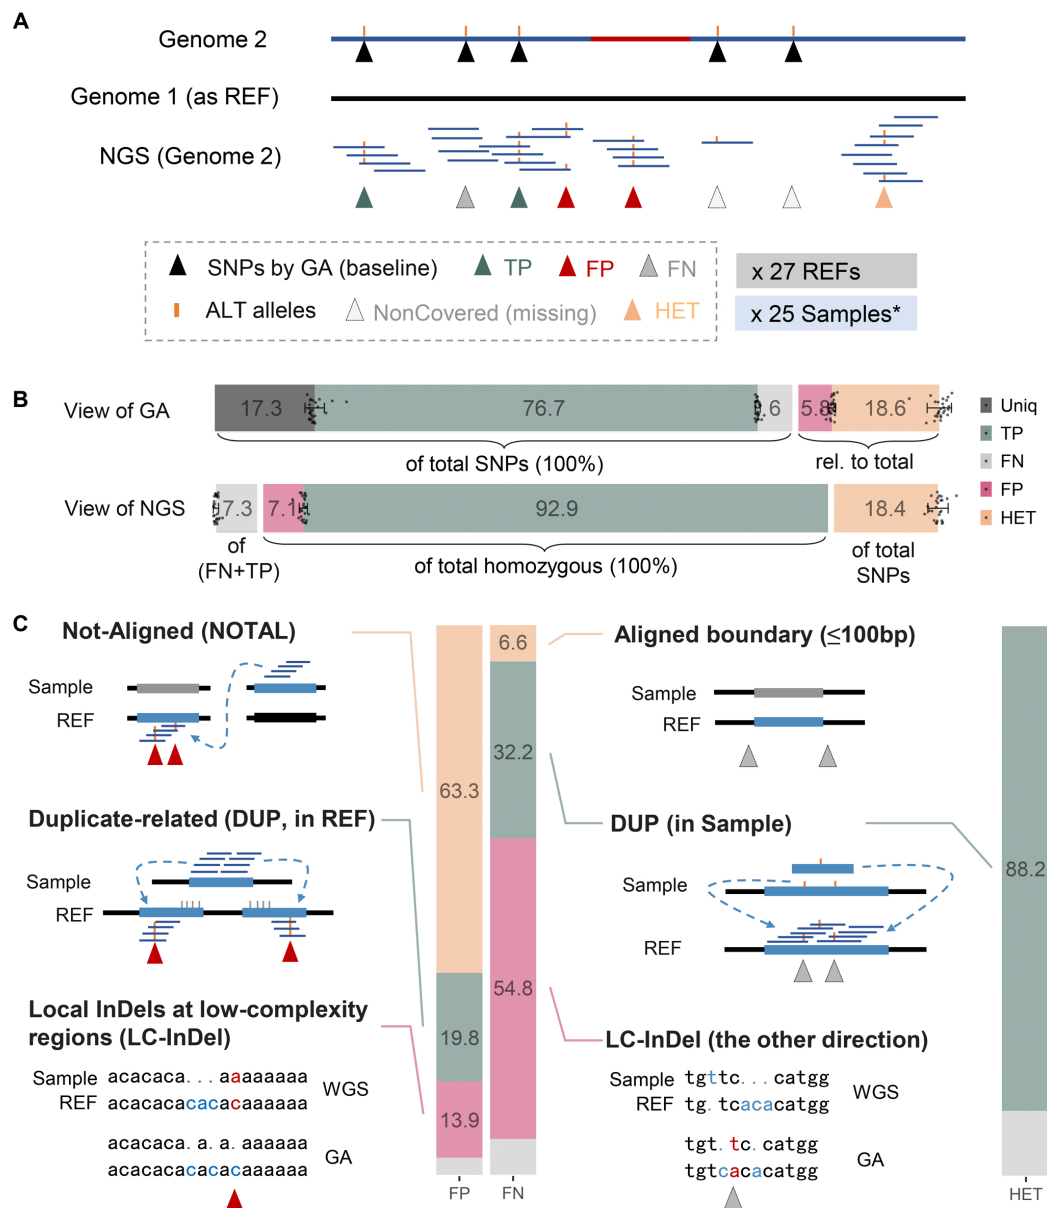 A
Genome 2
Genome 1 (as REF)
NGS (Genome 2)
SNPs by GA (baseline) TP FP FN
ALT alleles NonCovered (missing) HET
x 27 REFs
x 25 Samples*
B
View of GA 17.3 76.7 6 5.8 18.6
of total SNPs (100%) rel. to total
View of NGS 7.3 7.1 92.9 18.4
of
(FN+TP)
of total homozygous (100%)
of total
SNPs
Uniq
TP
FN
FP
HET
C
Not-Aligned (NOTAL)
Sample
REF
Duplicate-related (DUP, in REF)
Sample
REF
Local InDels at low-complexity
regions (LC-InDel)
Sample acacaca...aaaaaaaa WGS
REF acacacacacacaaaaaa
acacaca.a.a.aaaaaa GA
acacacacacacaaaaaa
63.3
19.8
13.9
FP
6.6
32.2
54.8
FN
Aligned boundary (≤100bp)
Sample
REF
DUP (in Sample)
Sample
REF
LC-InDel (the other direction)
Sample tgttc...catgg WGS
REF tg.tcacacatgg
tgt.tc.catgg GA
tgtcacacatgg
88.2
HET